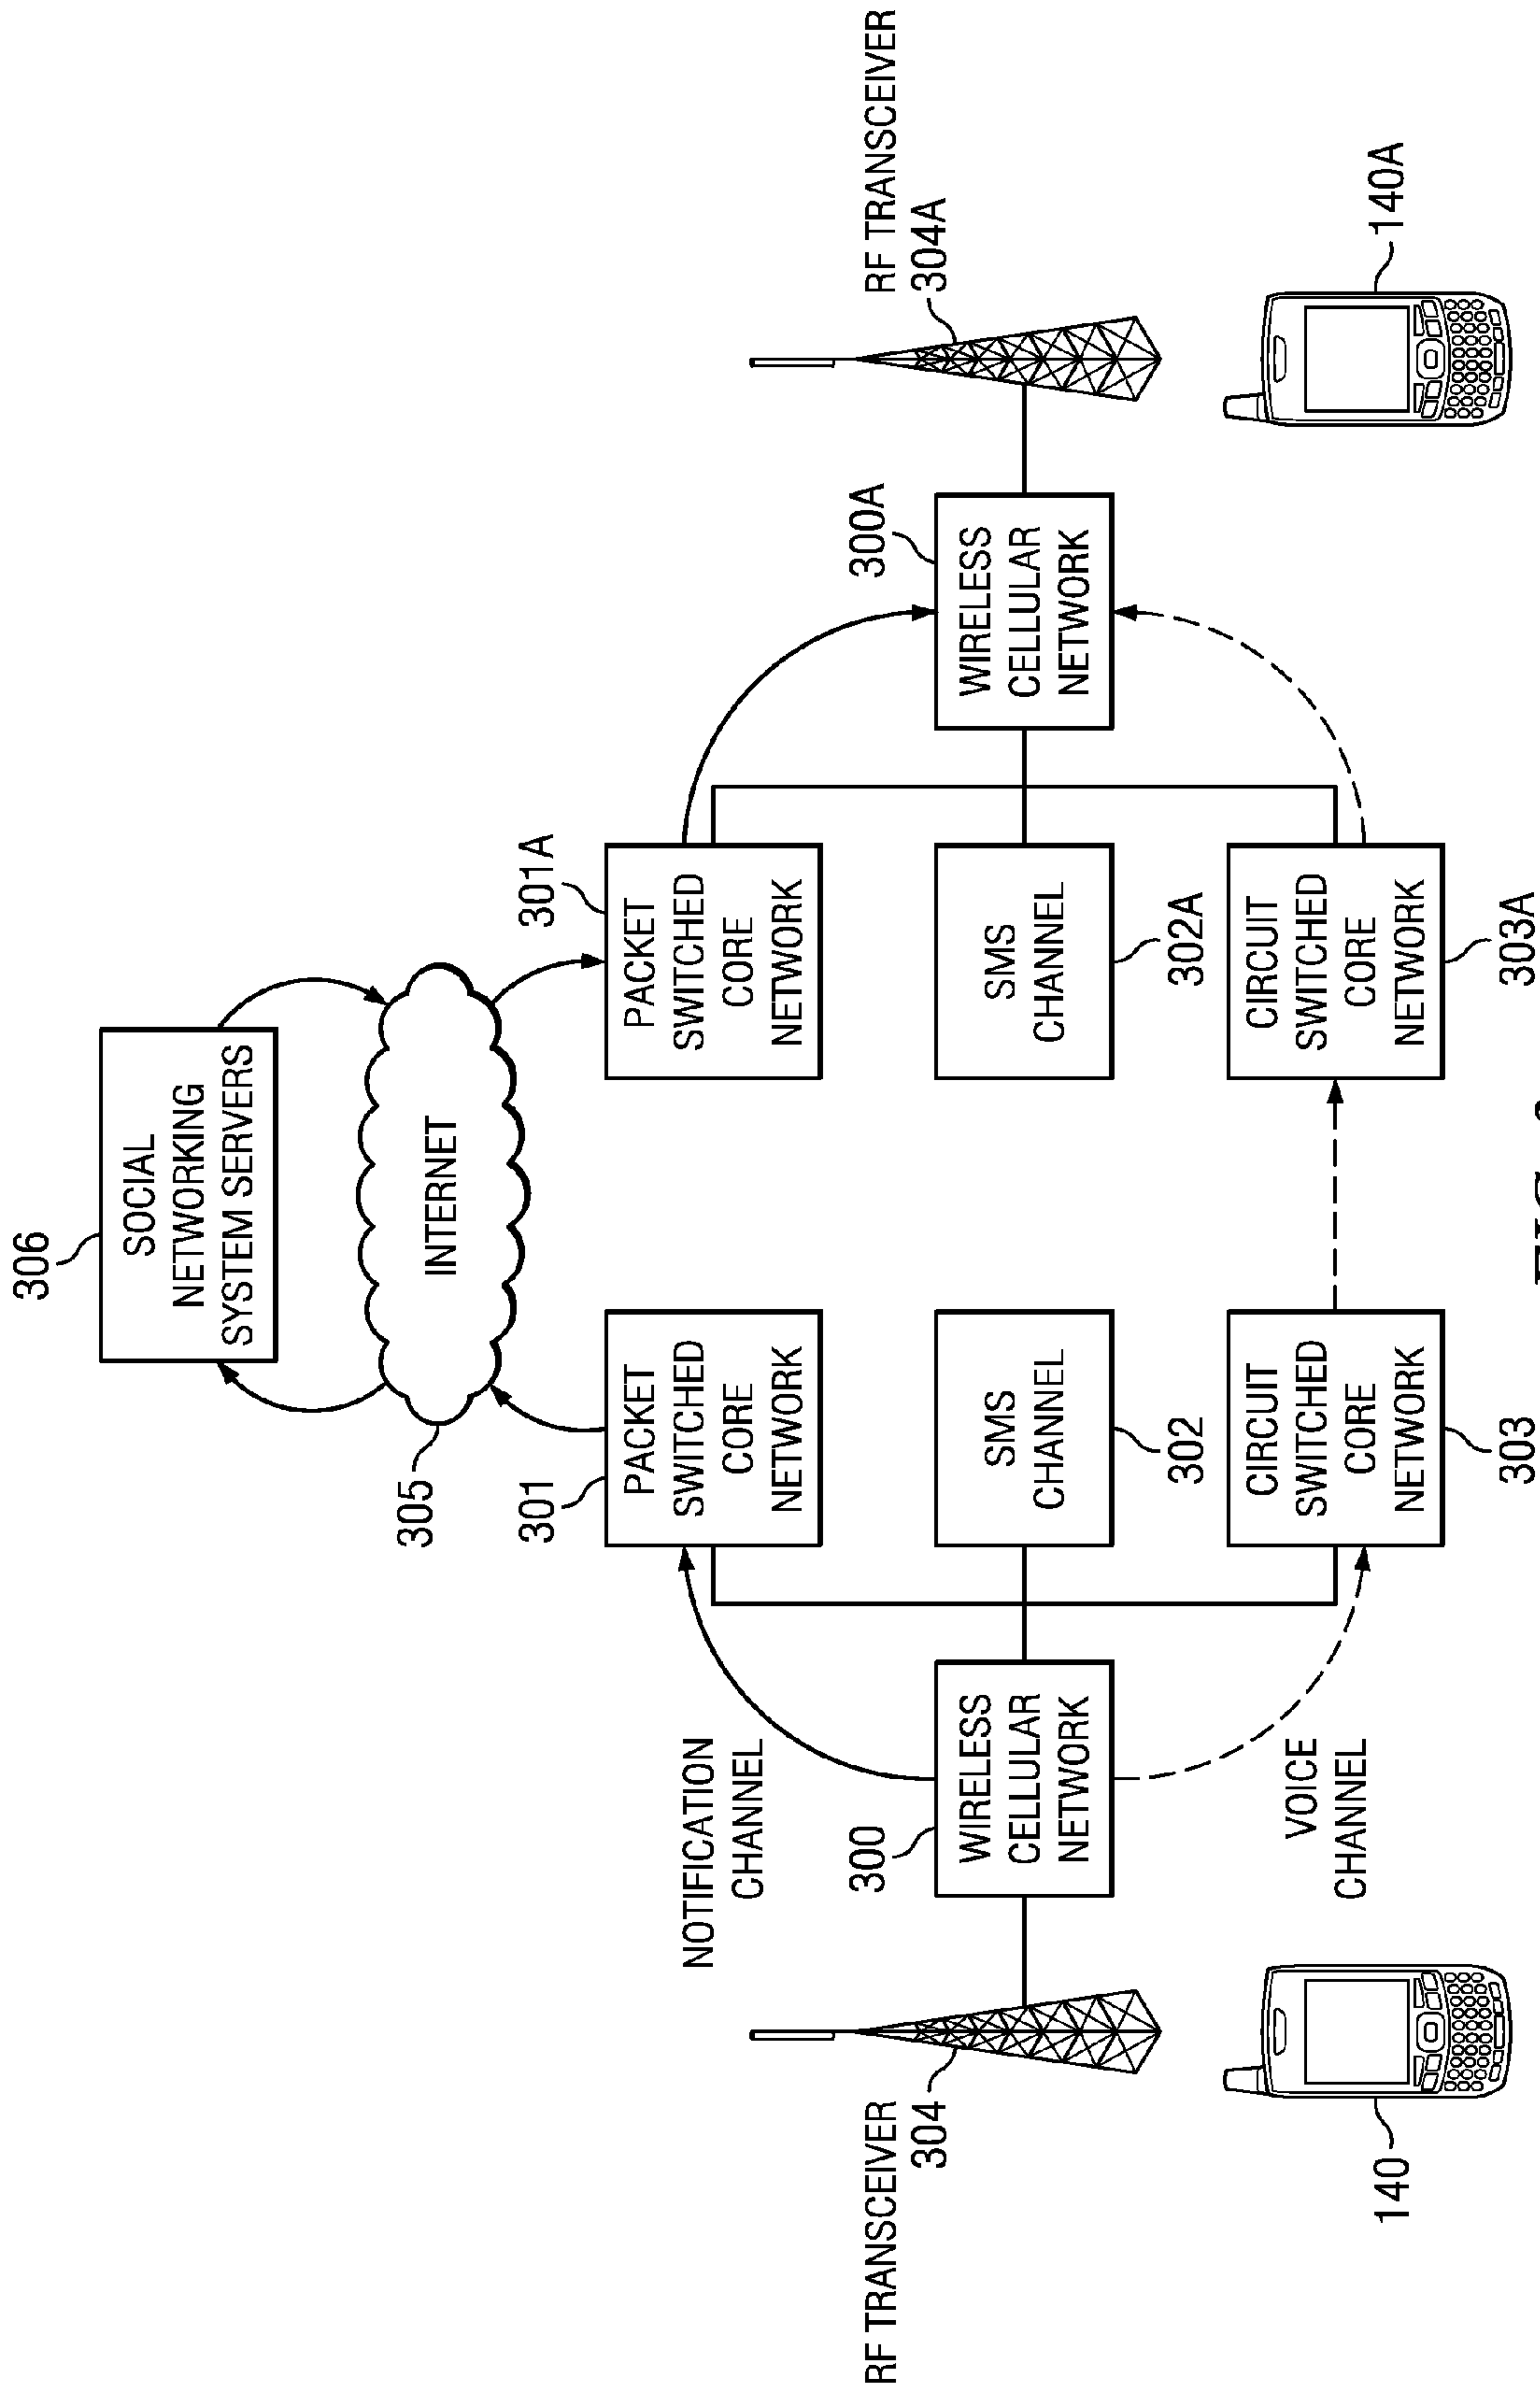 306
SOCIAL
NETWORKING
SYSTEM SERVERS
305
INTERNET
301
PACKET
SWITCHED
CORE
NETWORK
301A
PACKET
SWITCHED
CORE
NETWORK
NOTIFICATION
CHANNEL
RF TRANSCEIVER
304
300
WIRELESS
CELLULAR
NETWORK
SMS
CHANNEL
302
SMS
CHANNEL
302A
300A
WIRELESS
CELLULAR
NETWORK
RF TRANSCEIVER
304A
VOICE
CHANNEL
CIRCUIT
SWITCHED
CORE
NETWORK
303
CIRCUIT
SWITCHED
CORE
NETWORK
303A
140
140A